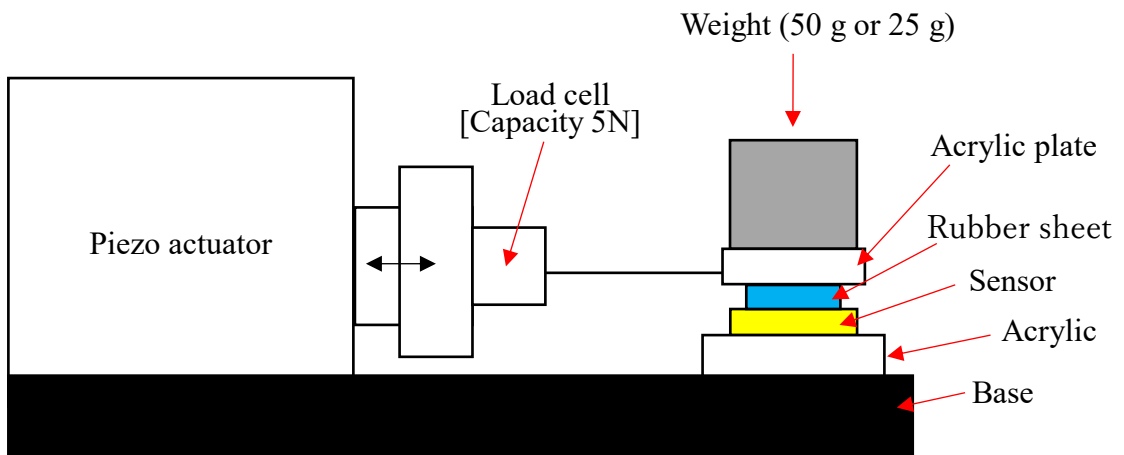 Weight (50 g or 25 g)
Load cell
[Capacity 5N]
Acrylic plate
Rubber sheet
Piezo actuator
Sensor
Acrylic
Base